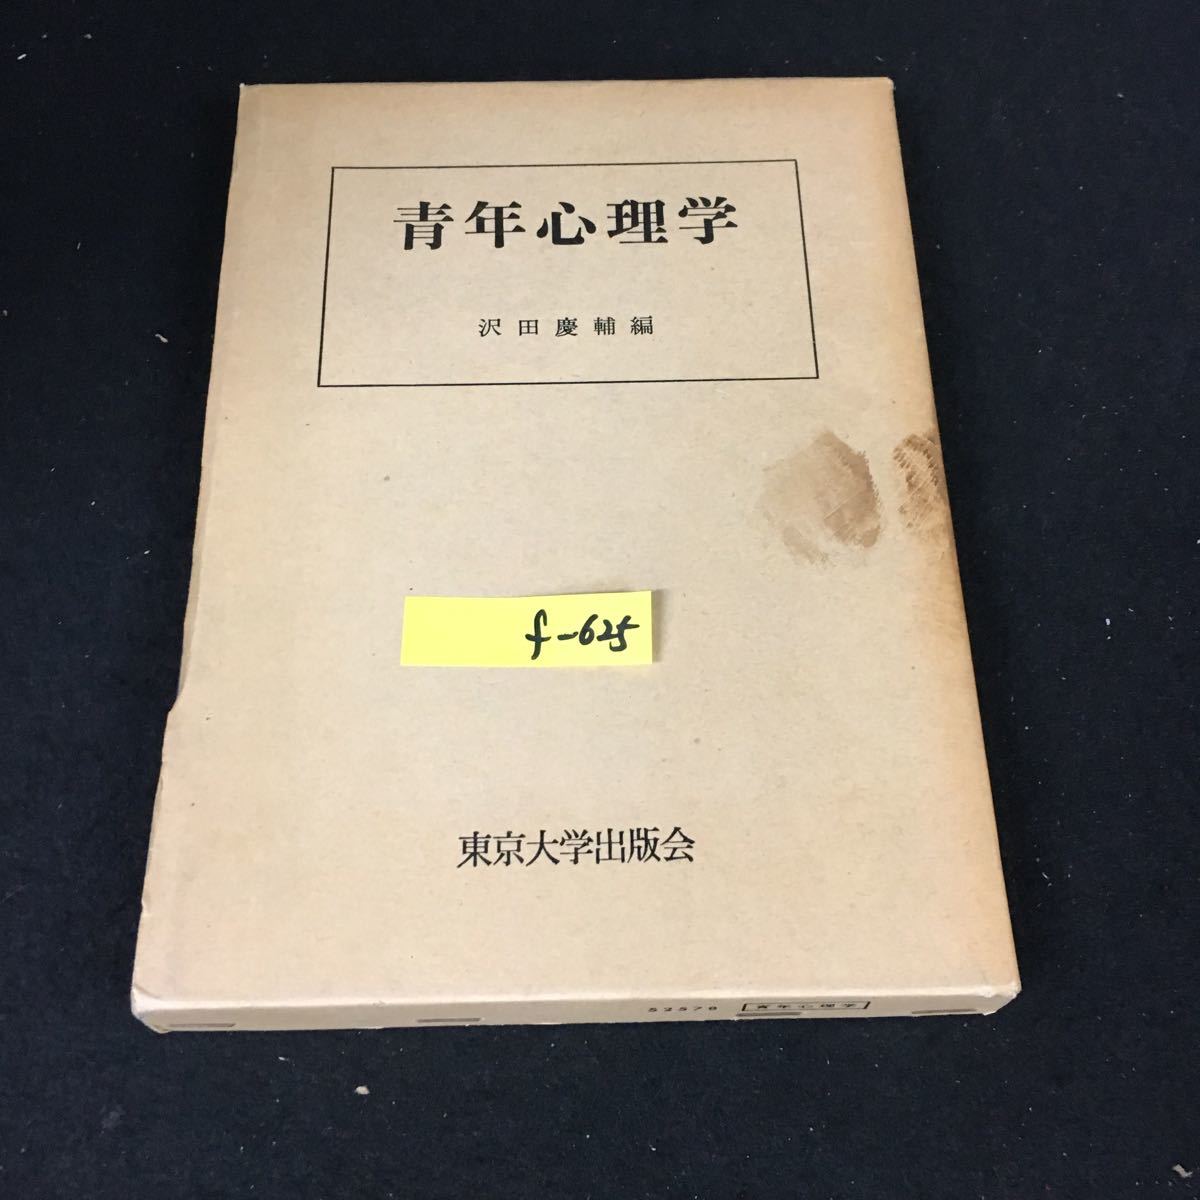 青年心理学
沢田慶輔編
f-625
東京大学出版会
52578 青年心理学